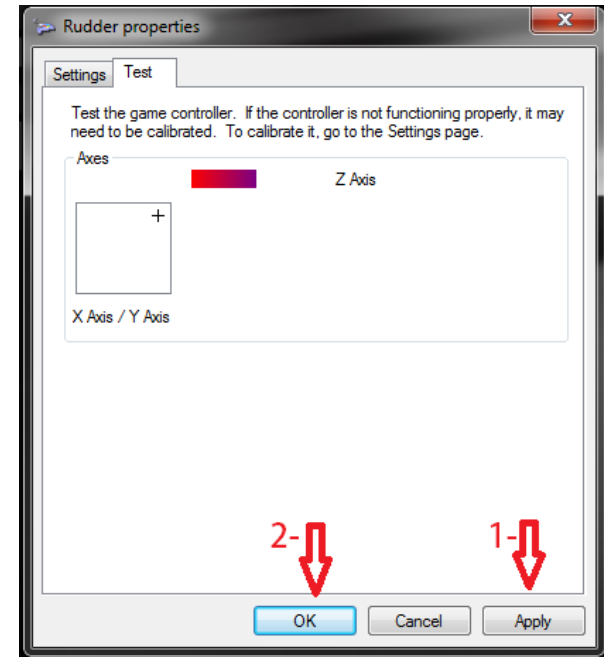 Rudder properties
Settings Test
Test the game controller. If the controller is not functioning properly, it may
need to be calibrated. To calibrate it, go to the Settings page.
Axes
Z Axis
X Axis / Y Axis
2- 1-
OK Cancel Apply